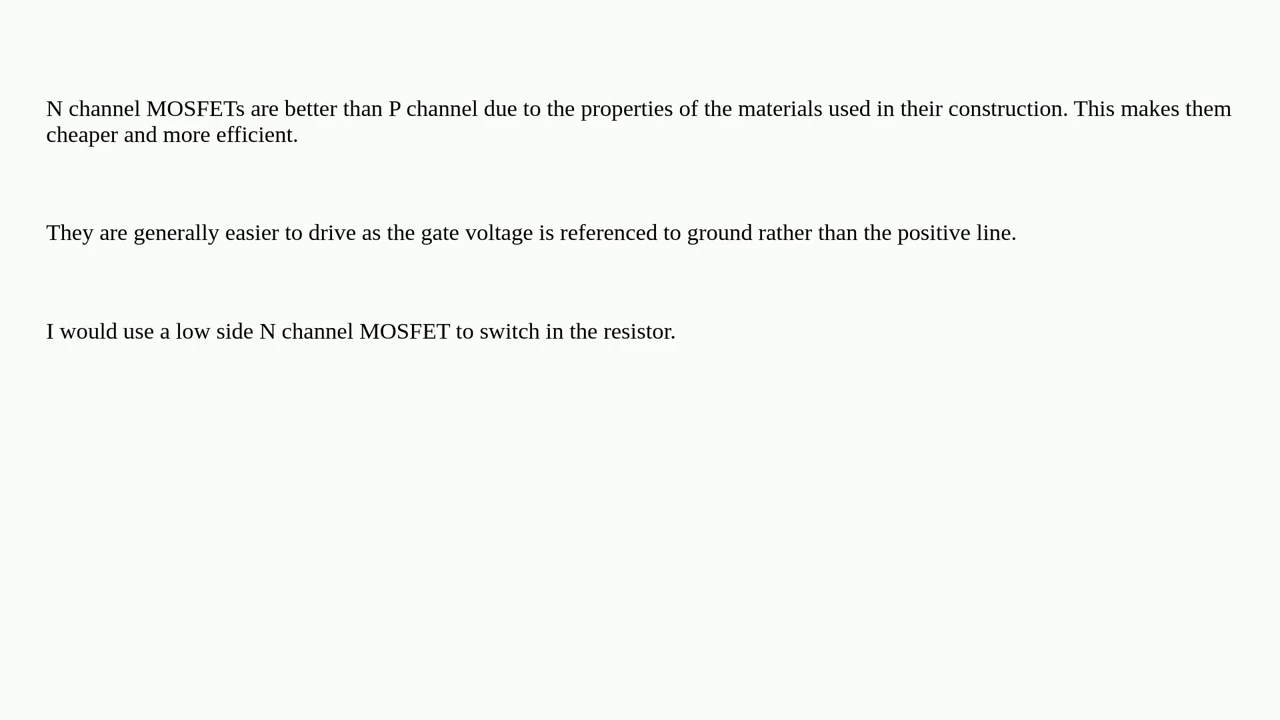 N channel MOSFETs are better than P channel due to the properties of the materials used in their construction. This makes them
cheaper and more efficient.
They are generally easier to drive as the gate voltage is referenced to ground rather than the positive line.
I would use a low side N channel MOSFET to switch in the resistor.